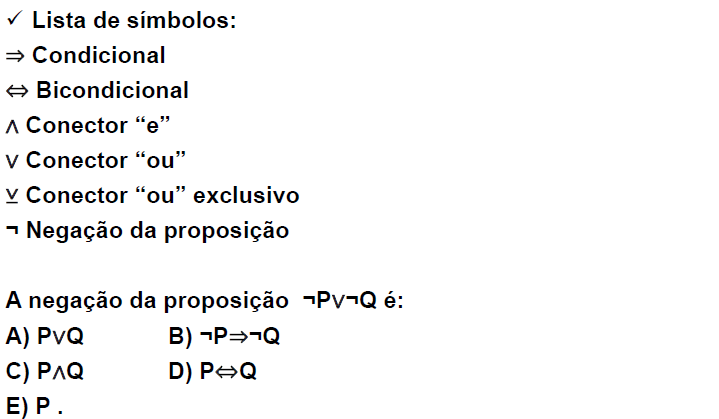 ✓ Lista de símbolos:
⇒ Condicional
⇔ Bicondicional
∧ Conector “e”
∨ Conector “ou”
⊻ Conector “ou” exclusivo
¬ Negação da proposição
A negação da proposição ¬P∨¬Q é:
A) P∨Q B) ¬P⇒¬Q
C) P∧Q D) P⇔Q
E) P .